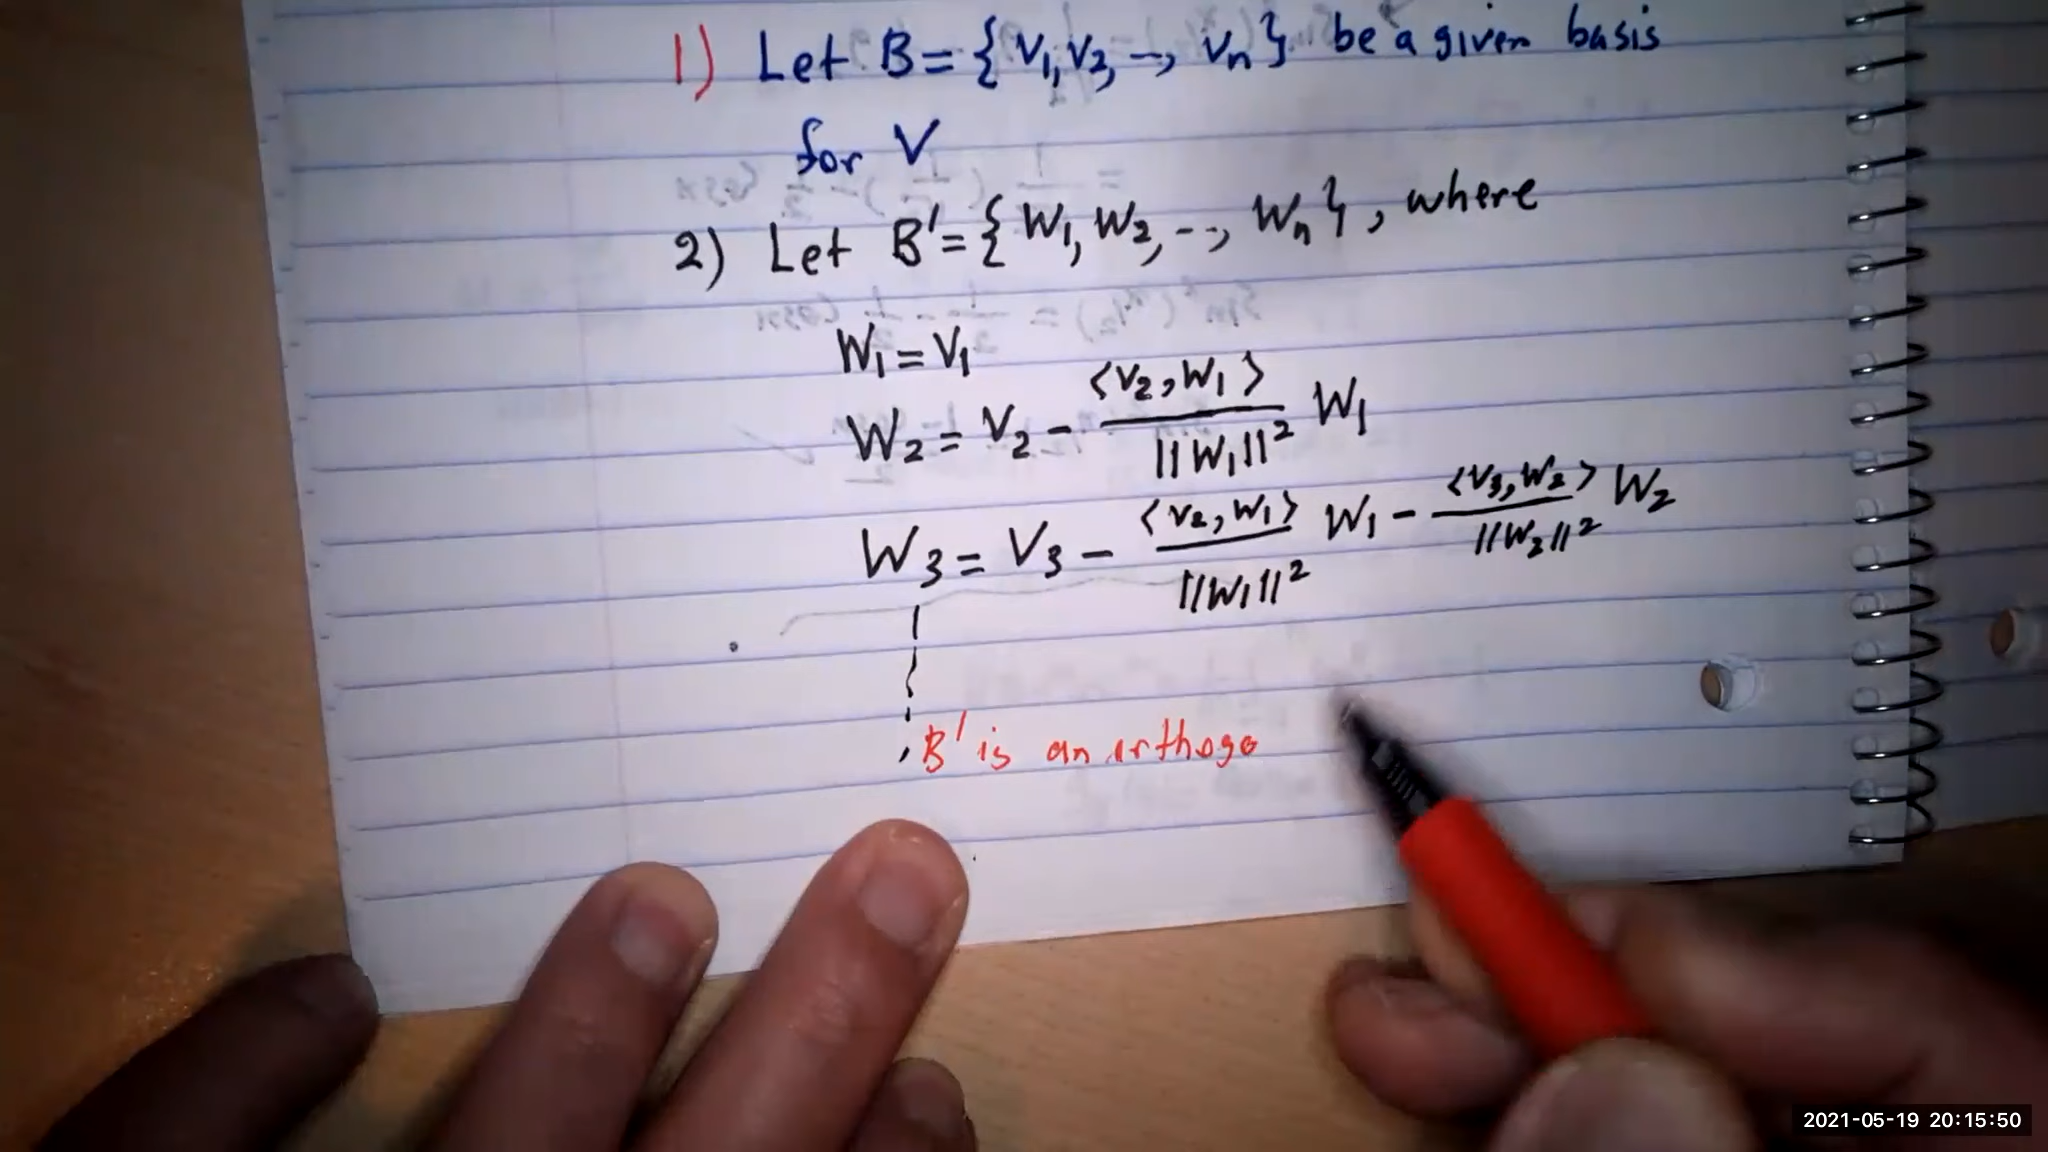 1) Let B = {V1, V2, --, Vn} be a given basis
for V
2) Let B' = {W1, W2, --, Wn}, where
W1 = V1
W2 = V2 - <V2, W1> / ||W1||² W1
W3 = V3 - <V2, W1> / ||W1||² W1 - <V3, W2> / ||W2||² W2
B' is an orthogo
2021-05-19 20:15:50